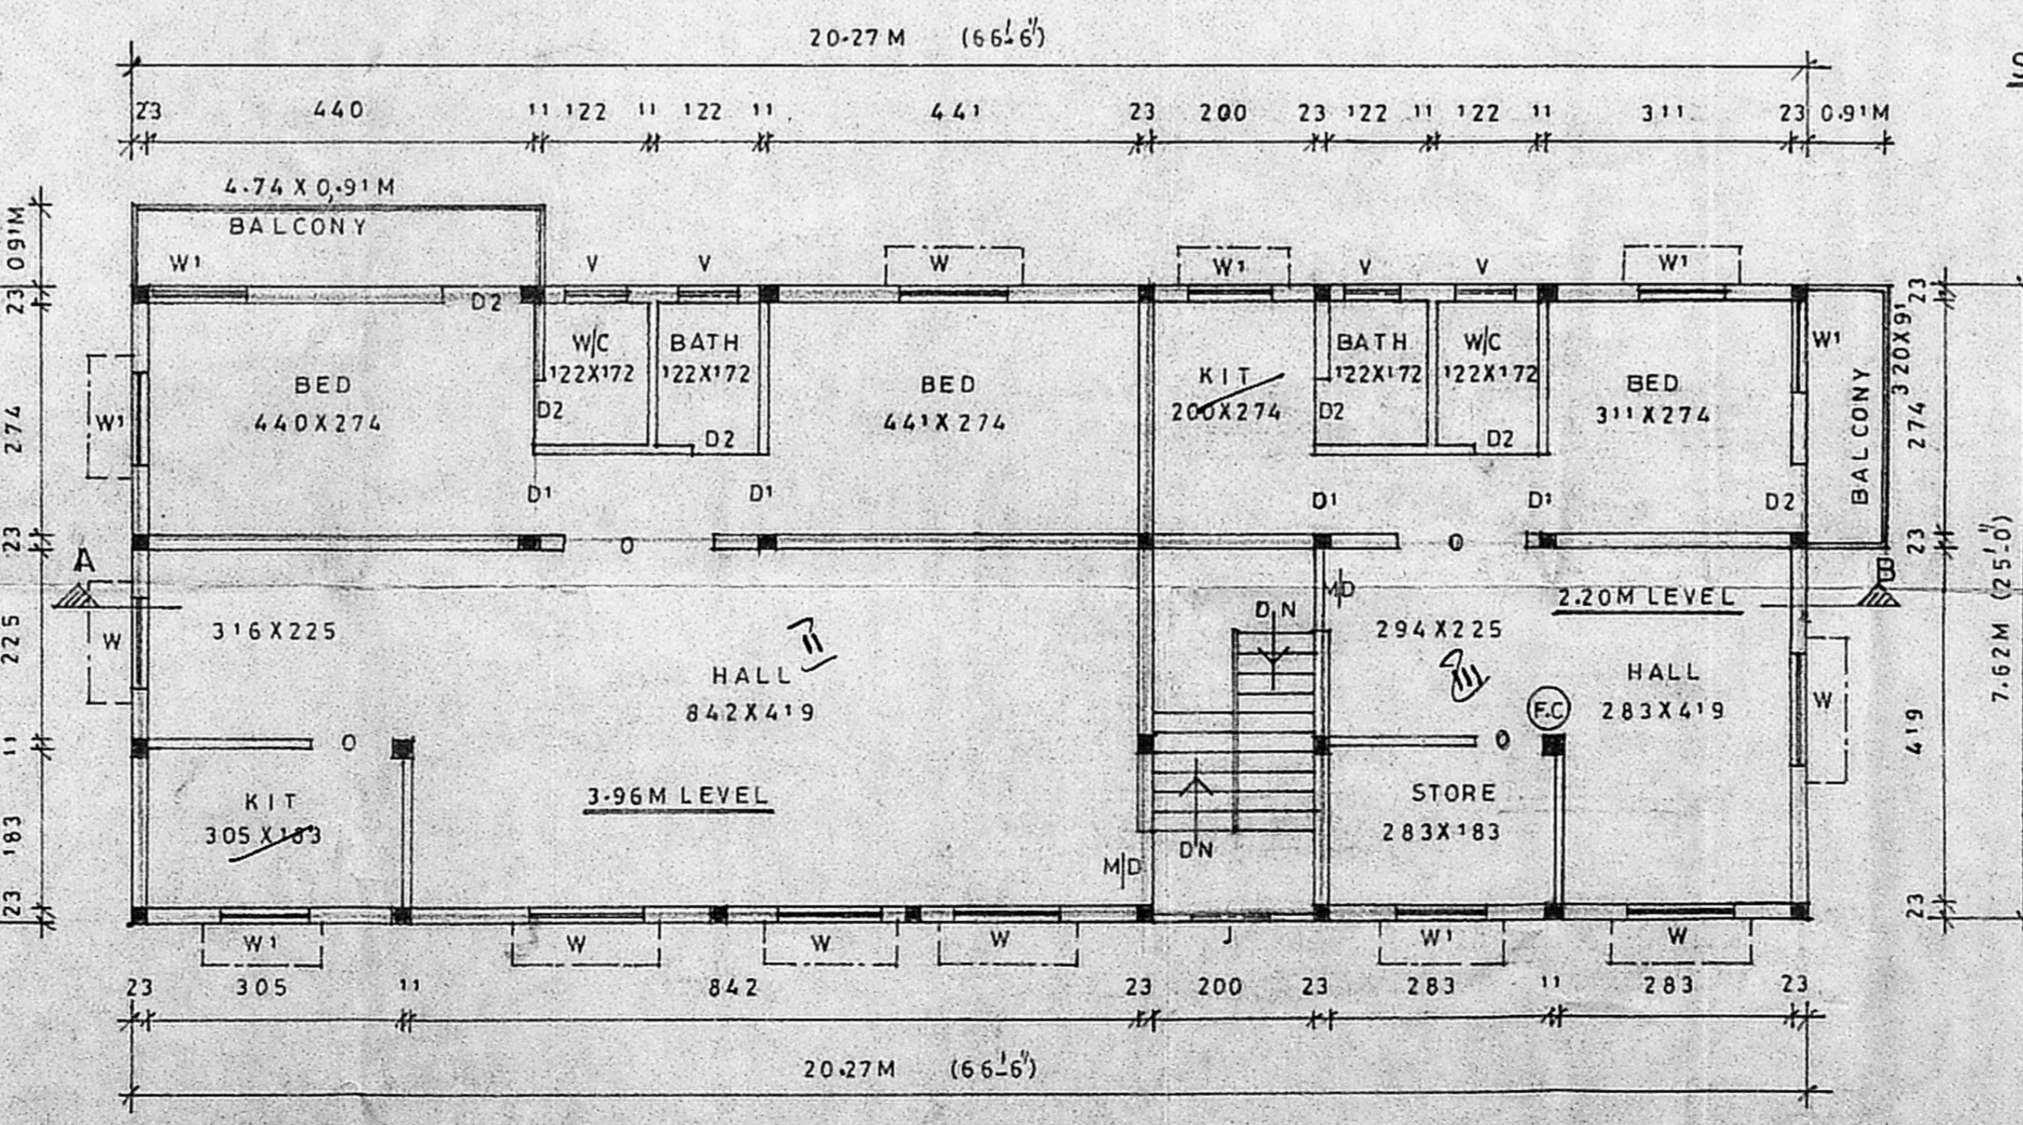 20.27 M (66'-6")
23 440 11 122 11 122 11 441 23 200 23 122 11 122 11 311 23 0.91M
4.74 X 0.91 M
BALCONY
0.91M
W1 V V W W1 V V W1
23 D2 23
W/C BATH KIT BATH W/C W1
BED 122X172 122X172 BED 200X274 122X172 122X172 BED 320X91
440X274 441X274 311X274
W1 D2 D2 D2 D2 BALCONY
274 274
D1 D1 D1 D1 D2
23 O O 23
A B
M/D 2.20M LEVEL
D.N
316X225 294X225
225 W 7.62M (25'-0")
HALL II III HALL
842X419 F.C 283X419 W
419
11 O O
KIT 3.96M LEVEL STORE
305X183 283X183
183 M/D DN
23 23
W1 W W W J W1 W
23 305 11 842 23 200 23 283 11 283 23
20.27M (66'-6")